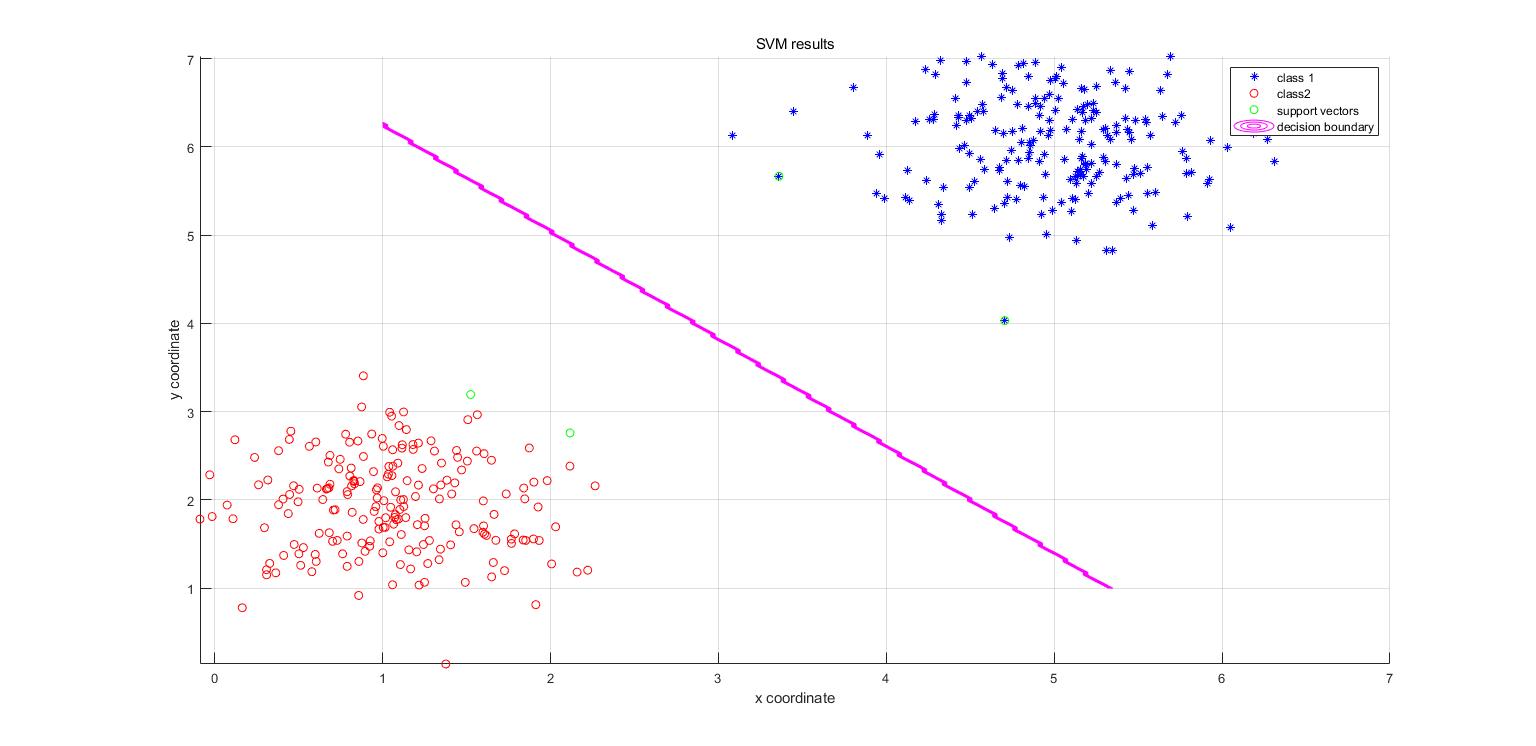 SVM results
7
6
5
4
3
2
1
y coordinate
class 1
class2
support vectors
decision boundary
0
1
2
3
4
5
6
7
x coordinate